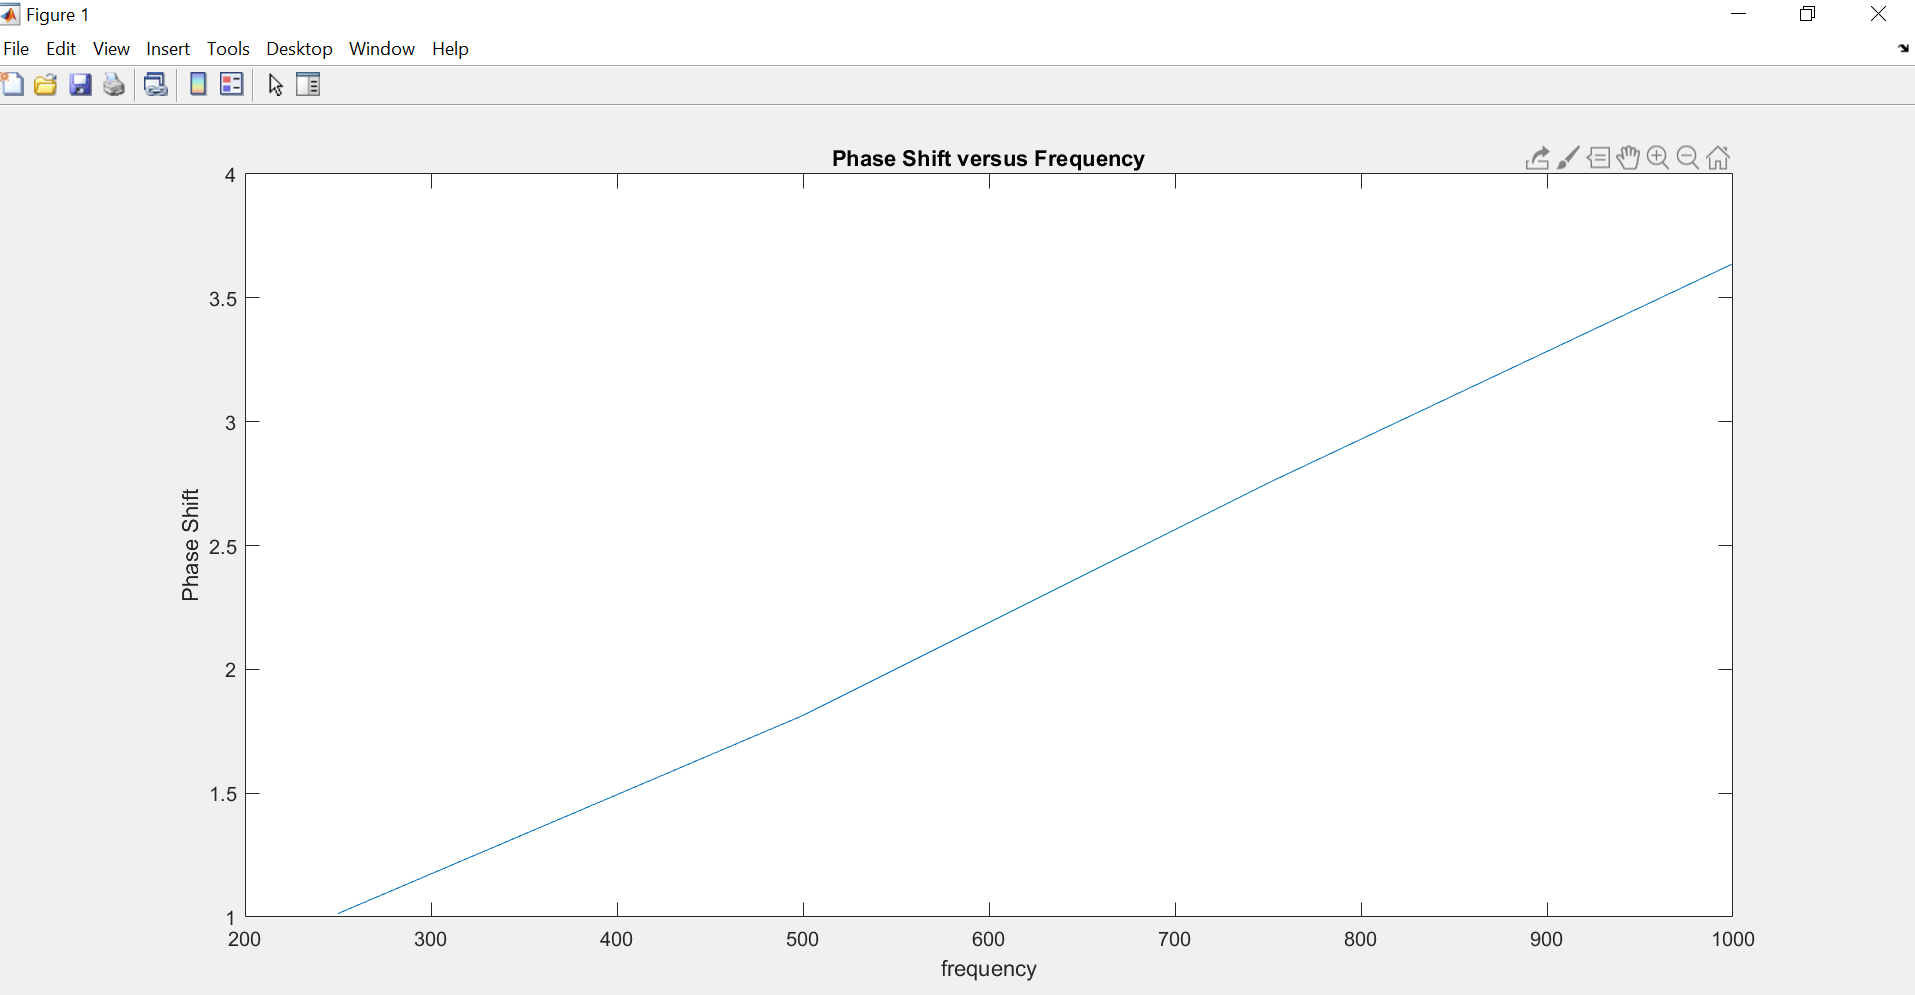 Figure 1
File Edit View Insert Tools Desktop Window Help
Phase Shift versus Frequency
4
3.5
3
2.5
2
1.5
1
Phase Shift
200 300 400 500 600 700 800 900 1000
frequency